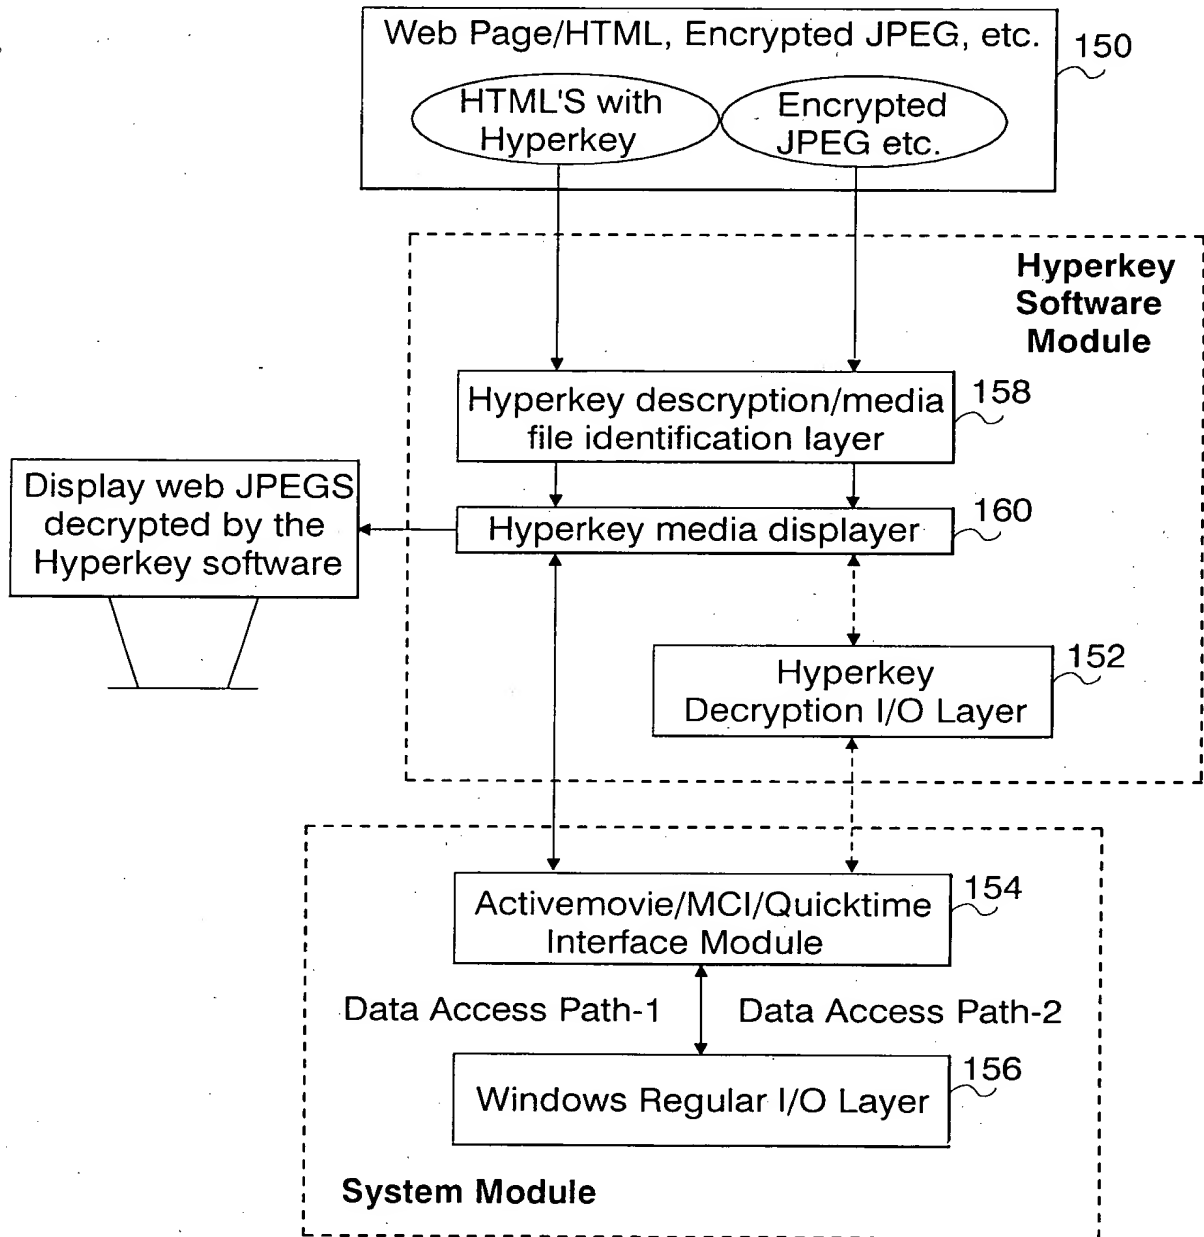 Web Page/HTML, Encrypted JPEG, etc.
150
HTML'S with
Hyperkey
Encrypted
JPEG etc.
Hyperkey
Software
Module
Hyperkey descryption/media
file identification layer
158
Display web JPEGS
decrypted by the
Hyperkey software
Hyperkey media displayer
160
Hyperkey
Decryption I/O Layer
152
Activemovie/MCI/Quicktime
Interface Module
154
Data Access Path-1
Data Access Path-2
Windows Regular I/O Layer
156
System Module